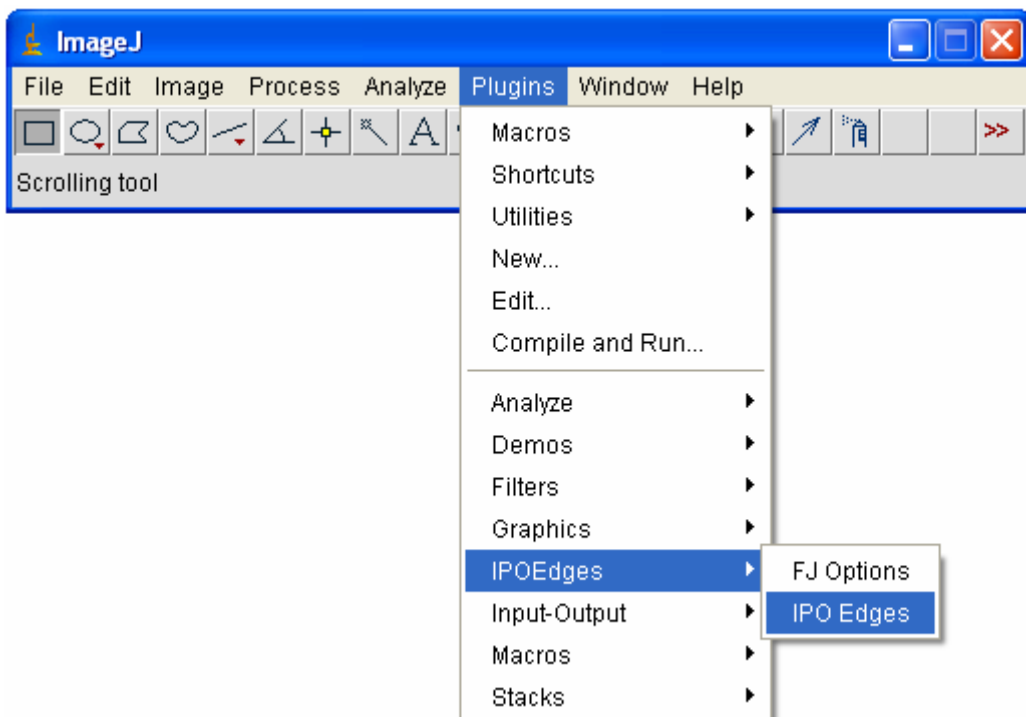 ImageJ
File Edit Image Process Analyze Plugins Window Help
A >>
Scrolling tool
Macros
Shortcuts
Utilities
New...
Edit...
Compile and Run...
Analyze
Demos
Filters
Graphics
IPOEdges
FJ Options
Input-Output
IPO Edges
Macros
Stacks